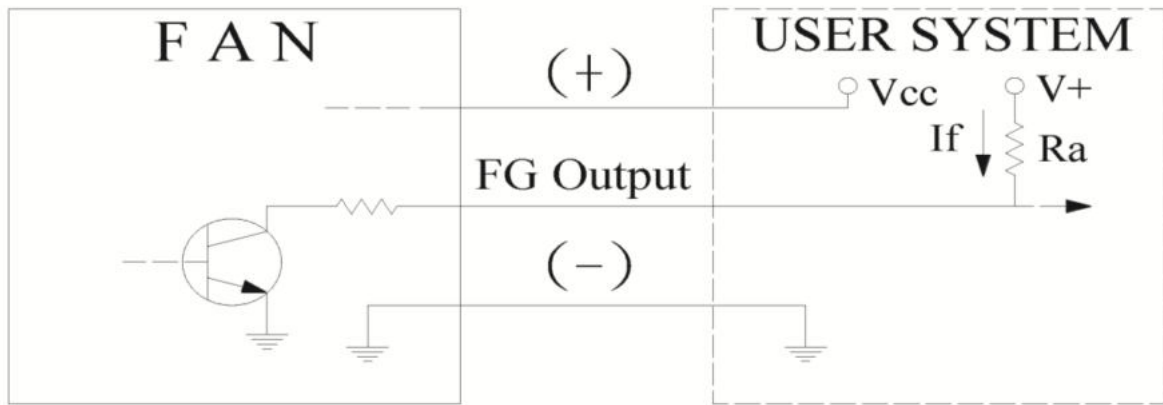 F A N
USER SYSTEM
(+)
Vcc
V+
If
Ra
FG Output
(−)